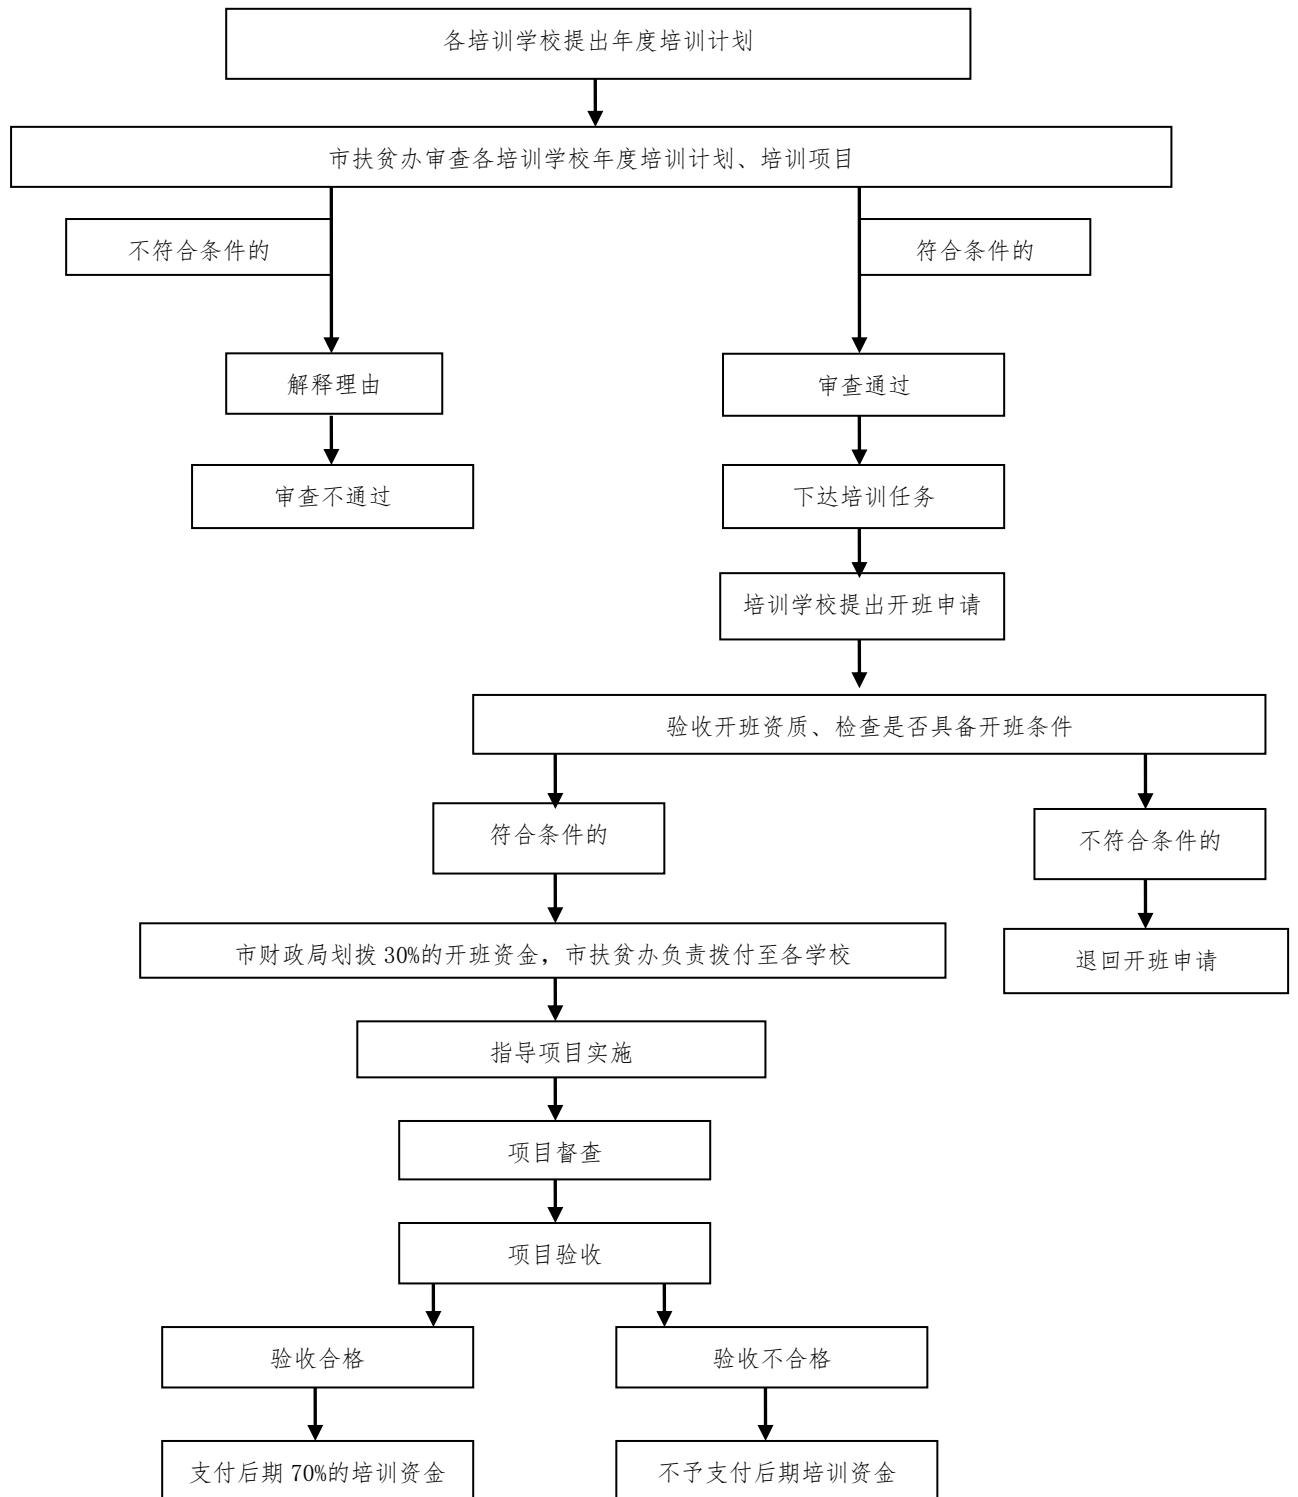 各培训学校提出年度培训计划
市扶贫办审查各培训学校年度培训计划、培训项目
不符合条件的
符合条件的
解释理由
审查通过
审查不通过
下达培训任务
培训学校提出开班申请
验收开班资质、检查是否具备开班条件
符合条件的
不符合条件的
市财政局划拨 30%的开班资金，市扶贫办负责拨付至各学校
退回开班申请
指导项目实施
项目督查
项目验收
验收合格
验收不合格
支付后期 70%的培训资金
不予支付后期培训资金